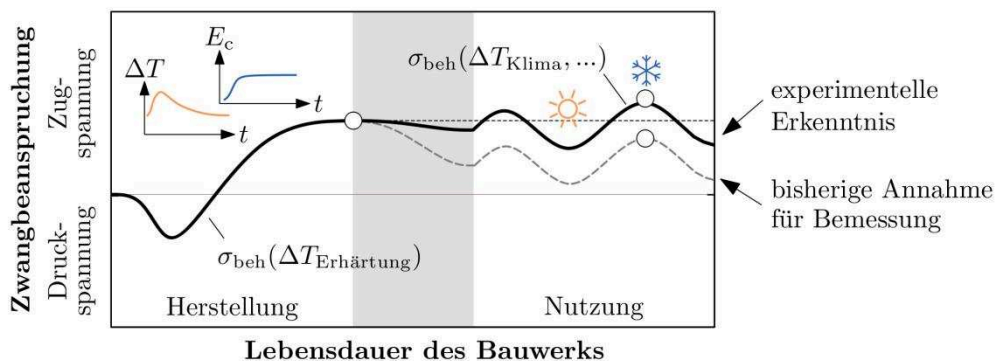 Zwangbeanspruchung
Zug-
spannung
Druck-
spannung
ΔT
t
E_c
t
σ_beh(ΔT_Klima, ...)
σ_beh(ΔT_Erhärtung)
experimentelle
Erkenntnis
bisherige Annahme
für Bemessung
Herstellung
Nutzung
Lebensdauer des Bauwerks